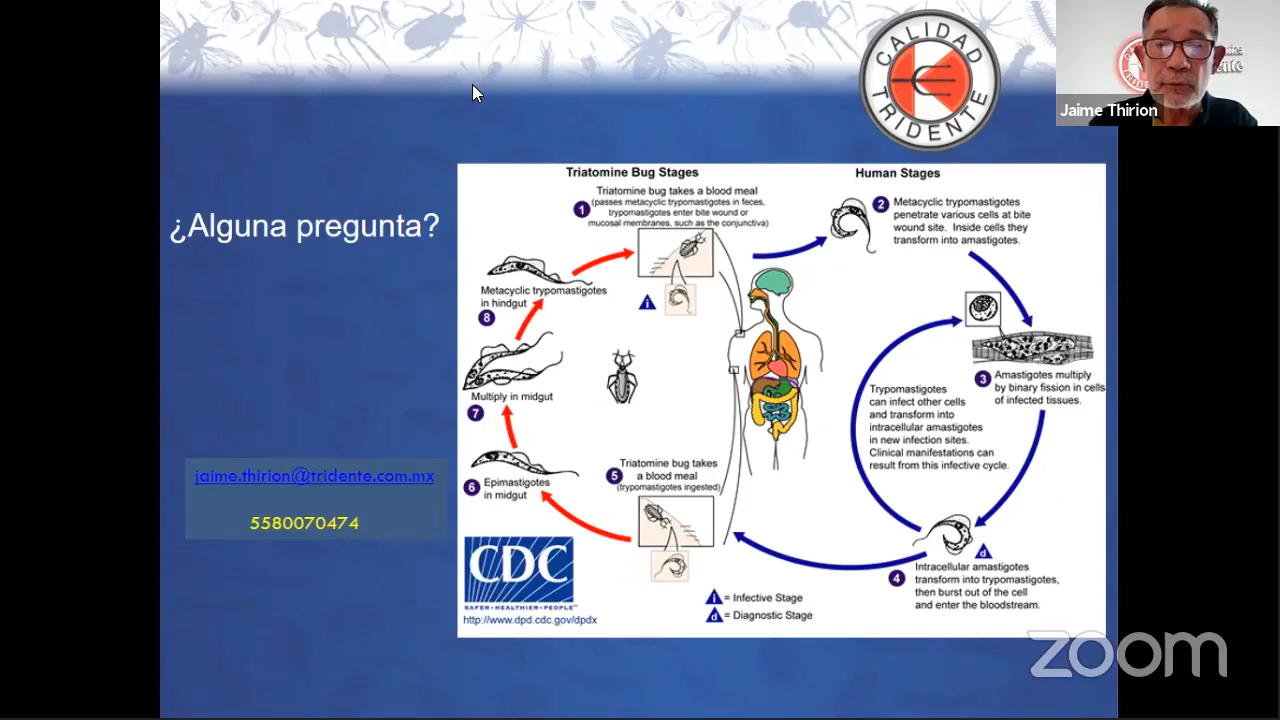 CALIDAD
TRIDENTE
Jaime Thirion
¿Alguna pregunta?
jaime.thirion@tridente.com.mx
5580070474
Triatomine Bug Stages
Human Stages
Triatomine bug takes a blood meal
1
(passes metacyclic trypomastigotes in feces,
trypomastigotes enter bite wound or
mucosal membranes, such as the conjunctiva)
2
Metacyclic trypomastigotes
penetrate various cells at bite
wound site. Inside cells they
transform into amastigotes.
Metacyclic trypomastigotes
in hindgut
8
i
3
Amastigotes multiply
by binary fission in cells
of infected tissues.
Trypomastigotes
can infect other cells
and transform into
intracellular amastigotes
in new infection sites.
Clinical manifestations can
result from this infective cycle.
Multiply in midgut
7
5
Triatomine bug takes
a blood meal
(trypomastigotes ingested)
6
Epimastigotes
in midgut
d
4
Intracellular amastigotes
transform into trypomastigotes,
then burst out of the cell
and enter the bloodstream.
CDC
SAFER·HEALTHIER·PEOPLE™
http://www.dpd.cdc.gov/dpdx
i = Infective Stage
d = Diagnostic Stage
zoom